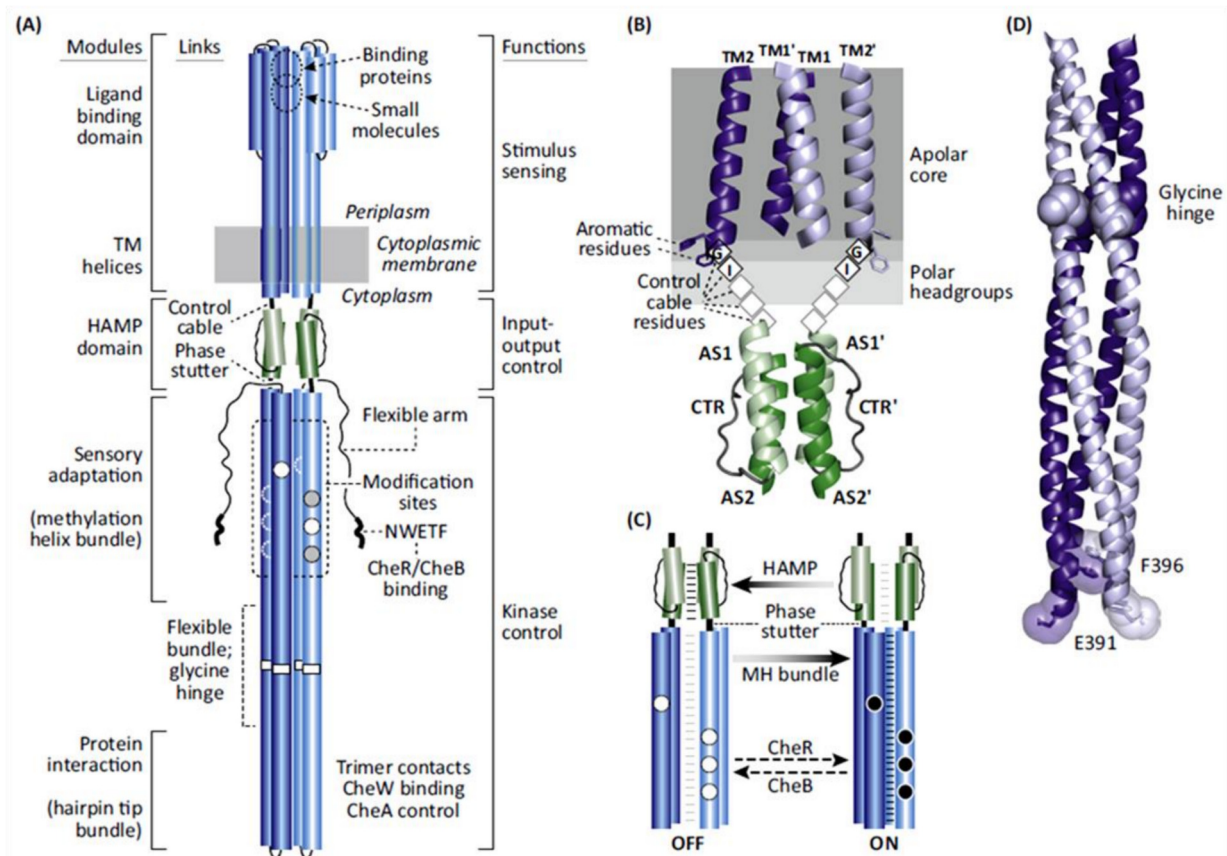 (A)
Modules
Links
Functions
Ligand
binding
domain
Binding
proteins
Small
molecules
Stimulus
sensing
Periplasm
TM
helices
Cytoplasmic
membrane
Cytoplasm
HAMP
domain
Control
cable
Phase
stutter
Input-
output
control
Flexible arm
Sensory
adaptation
(methylation
helix bundle)
Modification
sites
NWETF
CheR/CheB
binding
Flexible
bundle;
glycine
hinge
Kinase
control
Protein
interaction
(hairpin tip
bundle)
Trimer contacts
CheW binding
CheA control
(B)
TM2 TM1' TM1 TM2'
Apolar
core
Aromatic
residues
G
I
G
I
Control
cable
residues
Polar
headgroups
AS1
AS1'
CTR
CTR'
AS2
AS2'
(C)
HAMP
Phase
stutter
MH bundle
CheR
CheB
OFF
ON
(D)
Glycine
hinge
F396
E391